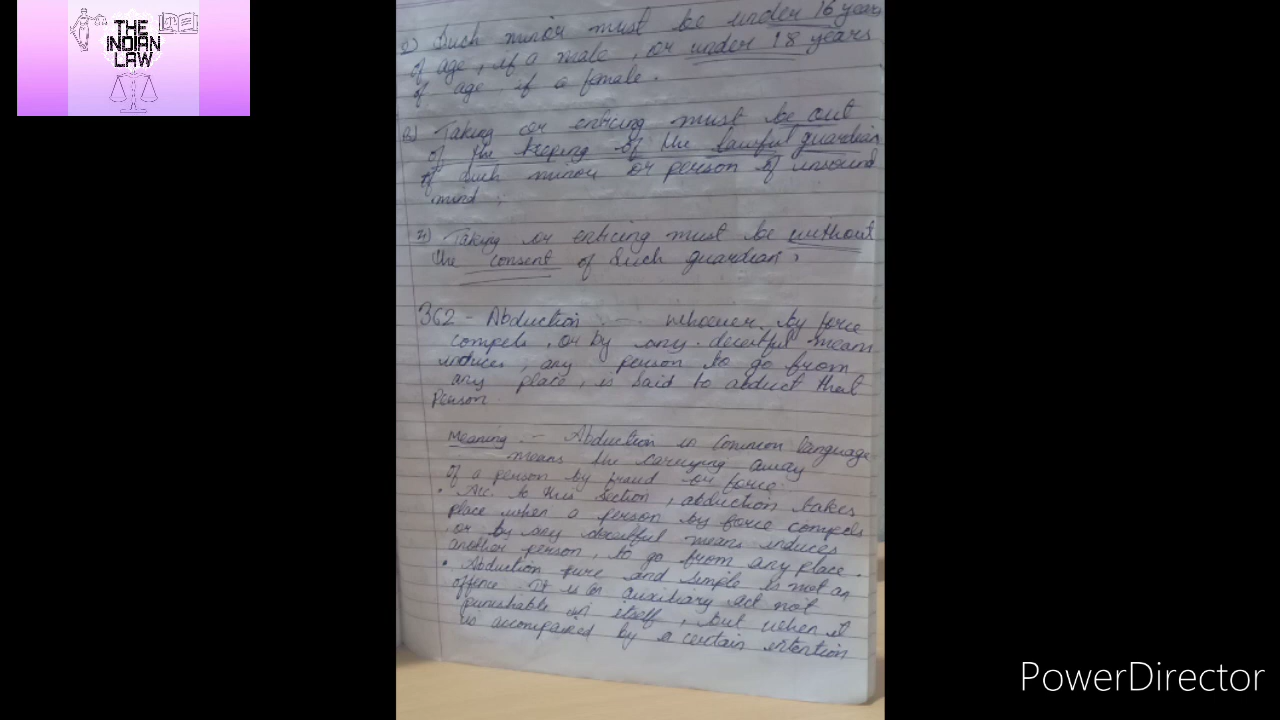 THE
INDIAN
LAW
2) Such minor must be under 16 years
of age, if a male, or under 18 years
of age if a female.
3) Taking or enticing must be out
of the keeping of the lawful guardian
of such minor or person of unsound
mind ;
4) Taking or enticing must be without
the consent of such guardian,
362 - Abduction - whoever by force
compels, or by any deceitful means
induces, any person to go from
any place, is said to abduct that
Person.
Meaning :- Abduction in Common language
means the carrying away
of a person by fraud or force
• Acc. to this section, abduction takes
place when a person by force compels
or by any deceitful means induces
another person, to go from any place.
• Abduction pure and simple is not an
offence. It is an auxiliary act not
punishable in itself, but when it
is accompaired by a certain intention
PowerDirector